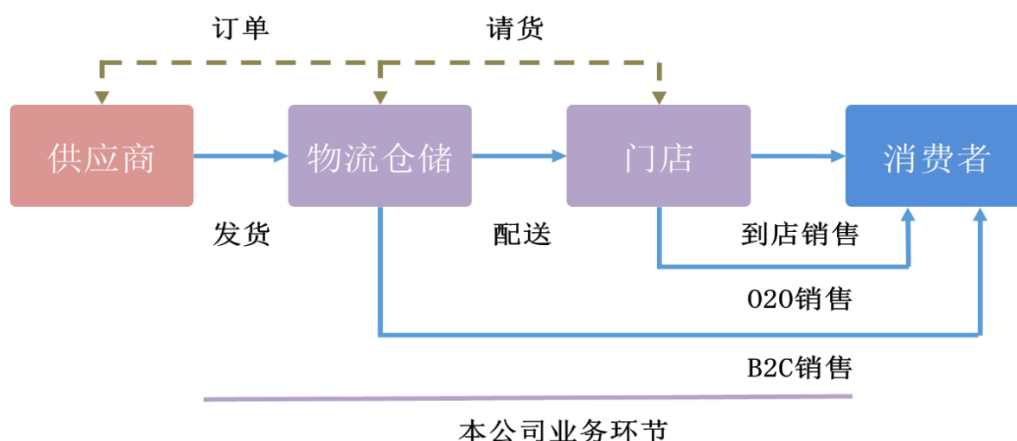 订单
请货
供应商
物流仓储
门店
消费者
发货
配送
到店销售
O2O销售
B2C销售
本公司业务环节